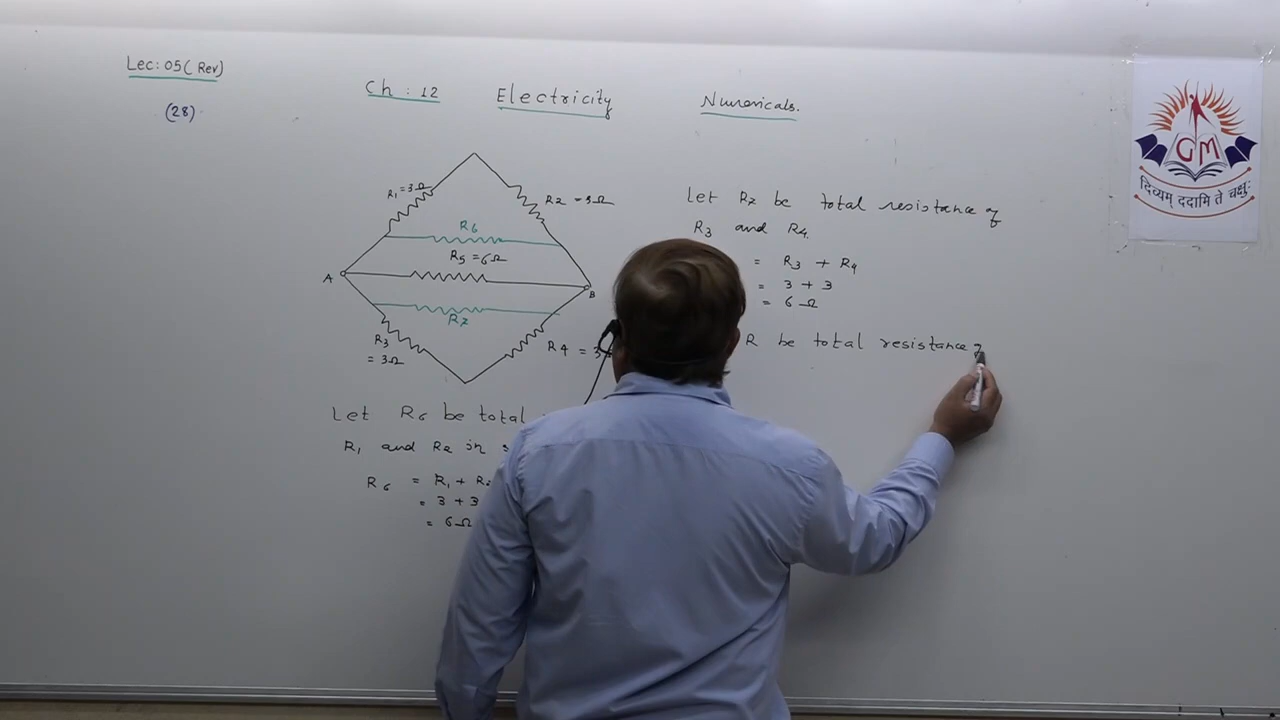 Lec: 05 (Rev)
(28)
Ch : 12 Electricity Numericals.
R1 = 3Ω
R2 = 3Ω
R6
R5 = 6Ω
A
B
R7
R3
= 3Ω
R4 = 3
Let R6 be total
R1 and R2 in
R6 = R1 + R2
= 3 + 3
= 6Ω
Let R7 be total resistance of
R3 and R4.
= R3 + R4
= 3 + 3
= 6Ω
R be total resistance
GM
दिव्यम् ददामि ते चक्षुः